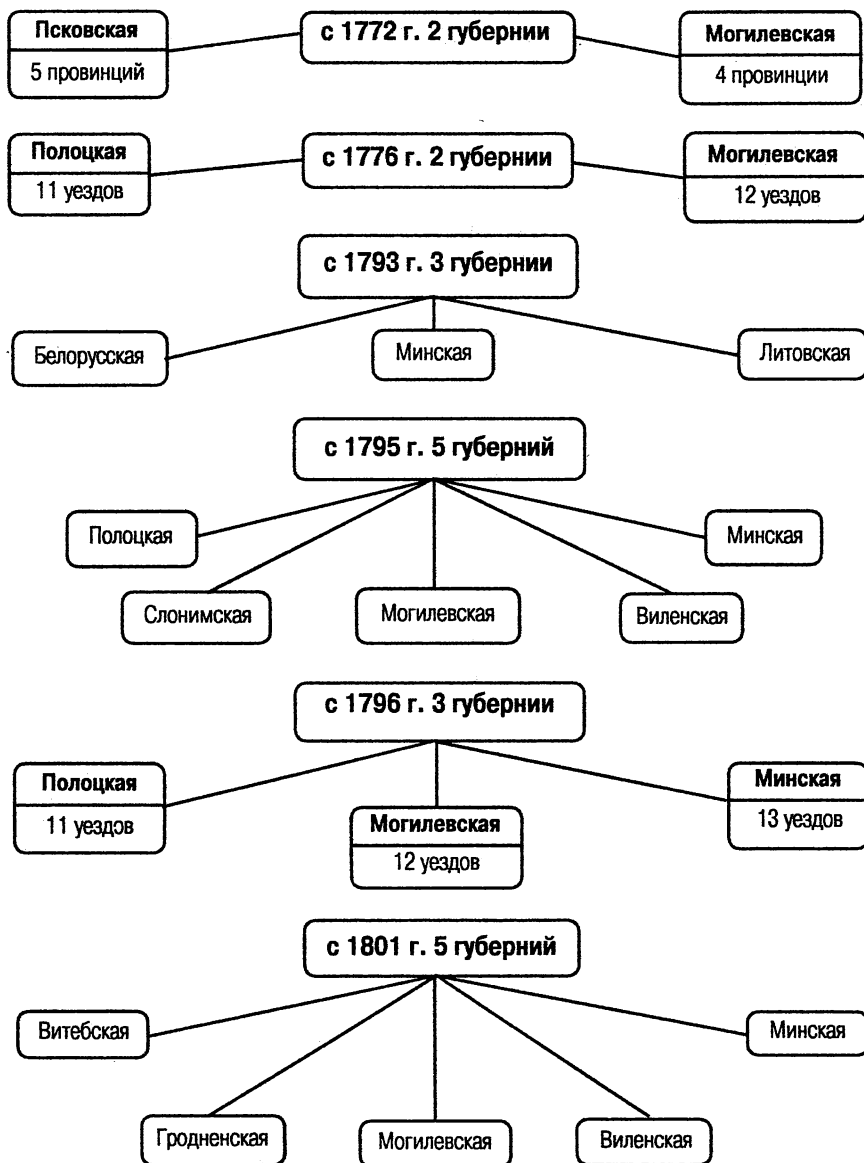 Псковская
5 провинций
с 1772 г. 2 губернии
Могилевская
4 провинции
Полоцкая
11 уездов
с 1776 г. 2 губернии
Могилевская
12 уездов
с 1793 г. 3 губернии
Белорусская
Минская
Литовская
с 1795 г. 5 губерний
Полоцкая
Минская
Слонимская
Могилевская
Виленская
с 1796 г. 3 губернии
Полоцкая
11 уездов
Могилевская
12 уездов
Минская
13 уездов
с 1801 г. 5 губерний
Витебская
Минская
Гродненская
Могилевская
Виленская